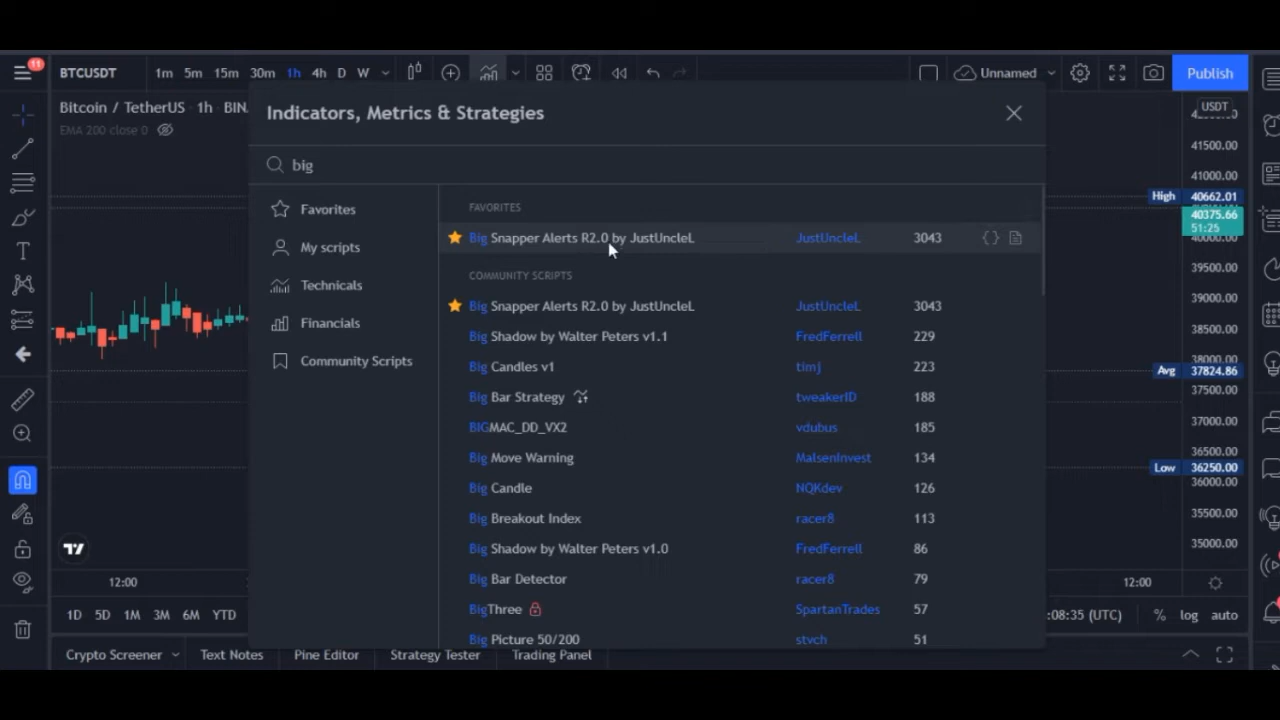 11
BTCUSDT 1m 5m 15m 30m 1h 4h D W Unnamed Publish
Bitcoin / TetherUS 1h BIN
EMA 200 close 0
Indicators, Metrics & Strategies
big
Favorites
My scripts
Technicals
Financials
Community Scripts
FAVORITES
Big Snapper Alerts R2.0 by JustUncleL JustUncleL 3043
COMMUNITY SCRIPTS
Big Snapper Alerts R2.0 by JustUncleL JustUncleL 3043
Big Shadow by Walter Peters v1.1 FredFerrell 229
Big Candles v1 timj 223
Big Bar Strategy tweakerID 188
BIGMAC_DD_VX2 vdubus 185
Big Move Warning MalsenInvest 134
Big Candle NQKdev 126
Big Breakout Index racer8 113
Big Shadow by Walter Peters v1.0 FredFerrell 86
Big Bar Detector racer8 79
BigThree SpartanTrades 57
Big Picture 50/200 stvch 51
USDT
41500.00
41000.00
High 40662.01
40375.66
51:25
40000.00
39500.00
39000.00
38500.00
38000.00
Avg 37824.86
37500.00
37000.00
36500.00
Low 36250.00
36000.00
35500.00
35000.00
12:00 12:00
1D 5D 1M 3M 6M YTD :08:35 (UTC) % log auto
Crypto Screener Text Notes Pine Editor Strategy Tester Trading Panel